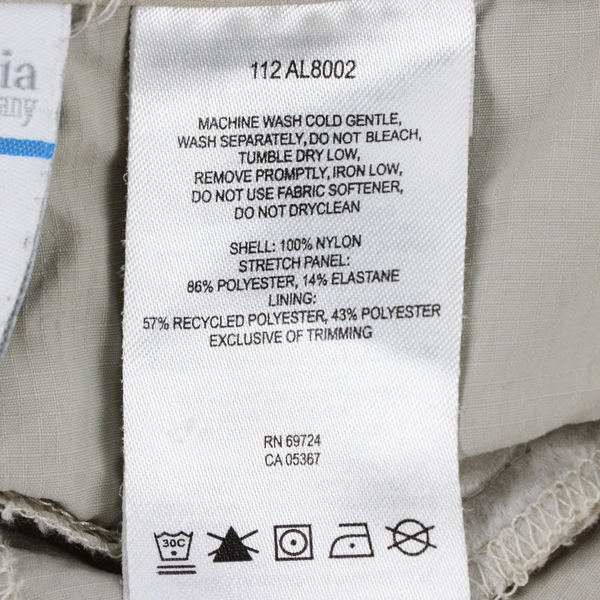 ia
any
112 AL8002
MACHINE WASH COLD GENTLE,
WASH SEPARATELY, DO NOT BLEACH,
TUMBLE DRY LOW,
REMOVE PROMPTLY, IRON LOW,
DO NOT USE FABRIC SOFTENER,
DO NOT DRYCLEAN
SHELL: 100% NYLON
STRETCH PANEL:
86% POLYESTER, 14% ELASTANE
LINING:
57% RECYCLED POLYESTER, 43% POLYESTER
EXCLUSIVE OF TRIMMING
RN 69724
CA 05367
30C